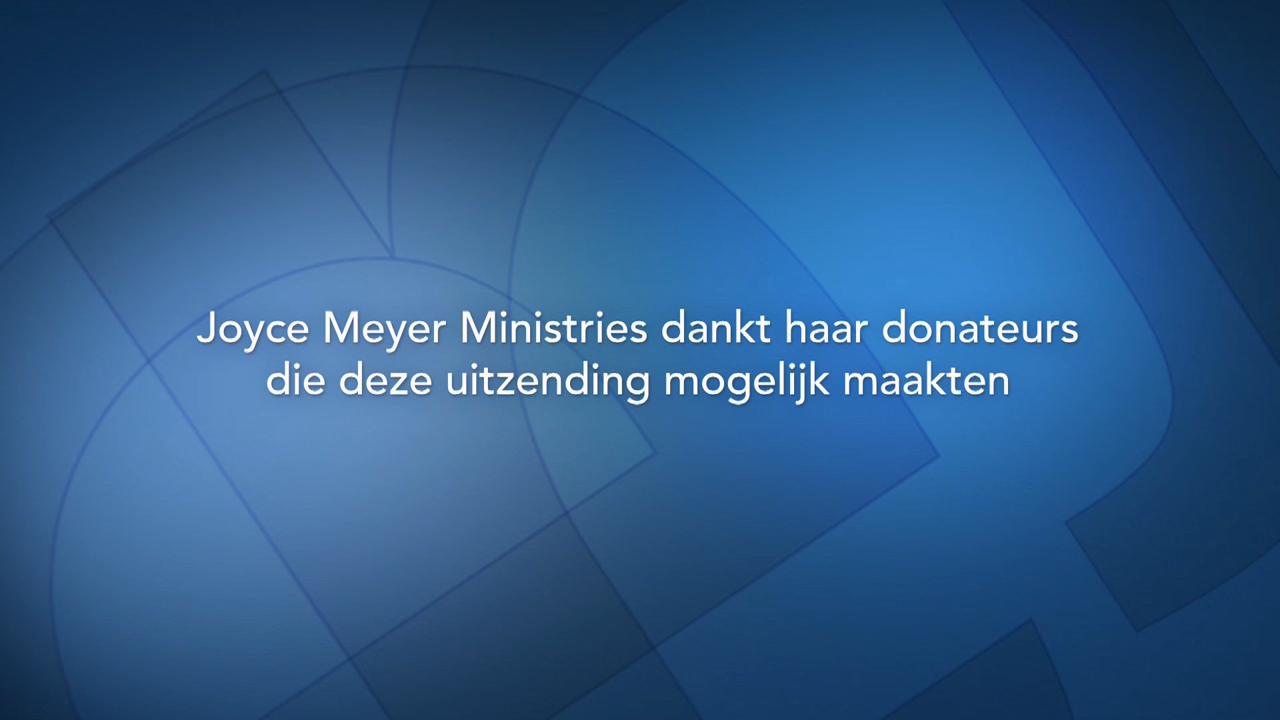 Joyce Meyer Ministries dankt haar donateurs
die deze uitzending mogelijk maakten